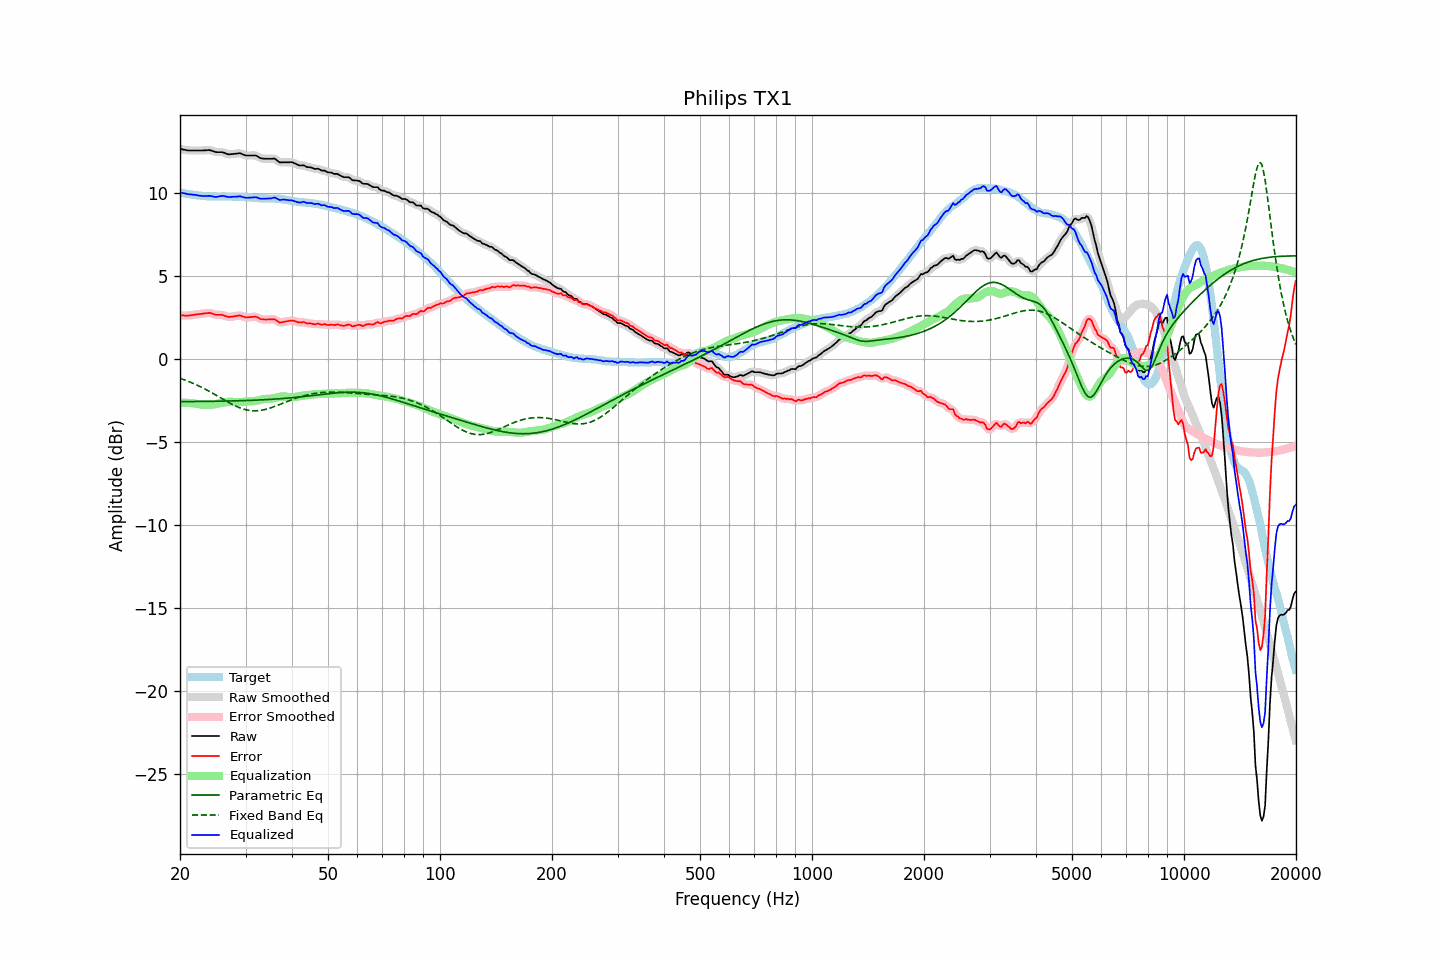 Philips TX1
10
5
0
−5
−10
−15
−20
−25
Amplitude (dBr)
Target
Raw Smoothed
Error Smoothed
Raw
Error
Equalization
Parametric Eq
Fixed Band Eq
Equalized
20 50 100 200 500 1000 2000 5000 10000 20000
Frequency (Hz)